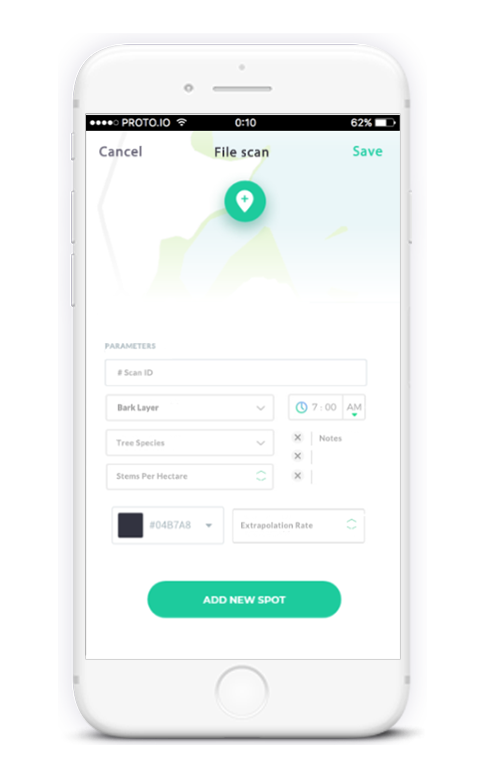 PROTO.IO 0:10 62%
Cancel File scan Save
PARAMETERS
# Scan ID
Bark Layer 7 : 00 AM
Tree Species Notes
Stems Per Hectare
#04B7A8 Extrapolation Rate
ADD NEW SPOT